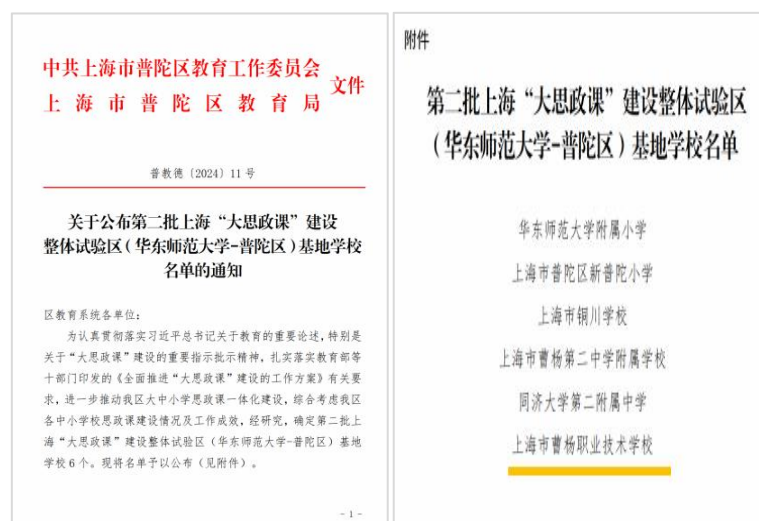 中共上海市普陀区教育工作委员会
上海市普陀区教育局
文件
普教德〔2024〕11号
关于公布第二批上海“大思政课”建设
整体试验区(华东师范大学-普陀区)基地学校
名单的通知
区教育系统各单位:
为认真贯彻落实习近平总书记关于教育的重要论述,特别是
关于“大思政课”建设的重要指示批示精神,扎实落实教育部等
十部门印发的《全面推进“大思政课”建设的工作方案》有关要
求,进一步推动我区大中小学思政课一体化建设,综合考虑我区
各中小学校思政课建设情况及工作成效,经研究,确定第二批上
海“大思政课”建设整体试验区(华东师范大学-普陀区)基地
学校6个。现将名单予以公布(见附件)。
- 1 -
附件
第二批上海“大思政课”建设整体试验区
(华东师范大学-普陀区)基地学校名单
华东师范大学附属小学
上海市普陀区新普陀小学
上海市铜川学校
上海市曹杨第二中学附属学校
同济大学第二附属中学
上海市曹杨职业技术学校